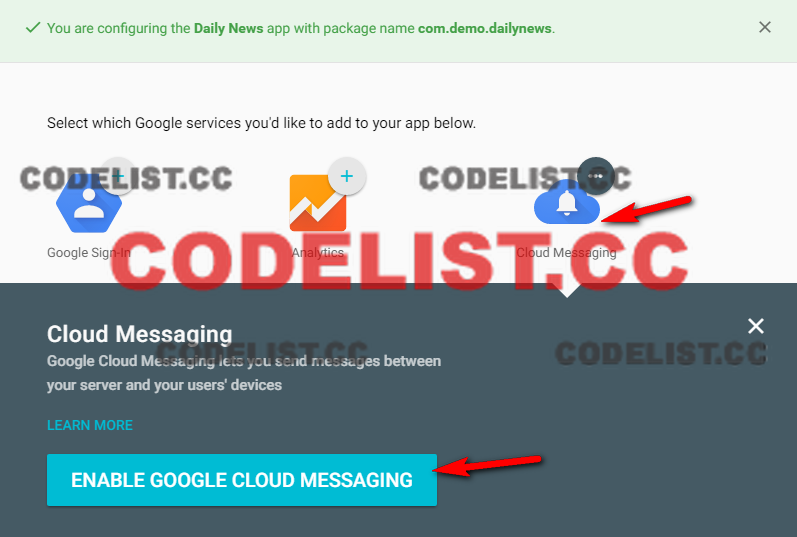 You are configuring the Daily News app with package name com.demo.dailynews.
Select which Google services you'd like to add to your app below.
CODELIST.CC
CODELIST.CC
Google Sign-In
Analytics
Cloud Messaging
CODELIST.CC
Cloud Messaging
Google Cloud Messaging lets you send messages between
CODELIST.CC
CODELIST.CC
your server and your users' devices
LEARN MORE
ENABLE GOOGLE CLOUD MESSAGING